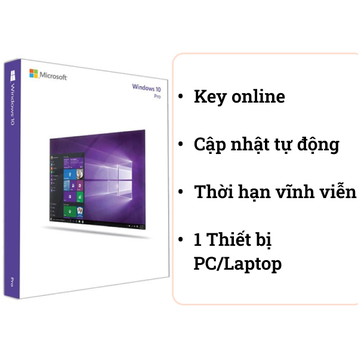 Microsoft
Windows 10
Pro
Windows 10
Pro
Key online
Cập nhật tự động
Thời hạn vĩnh viễn
1 Thiết bị
PC/Laptop